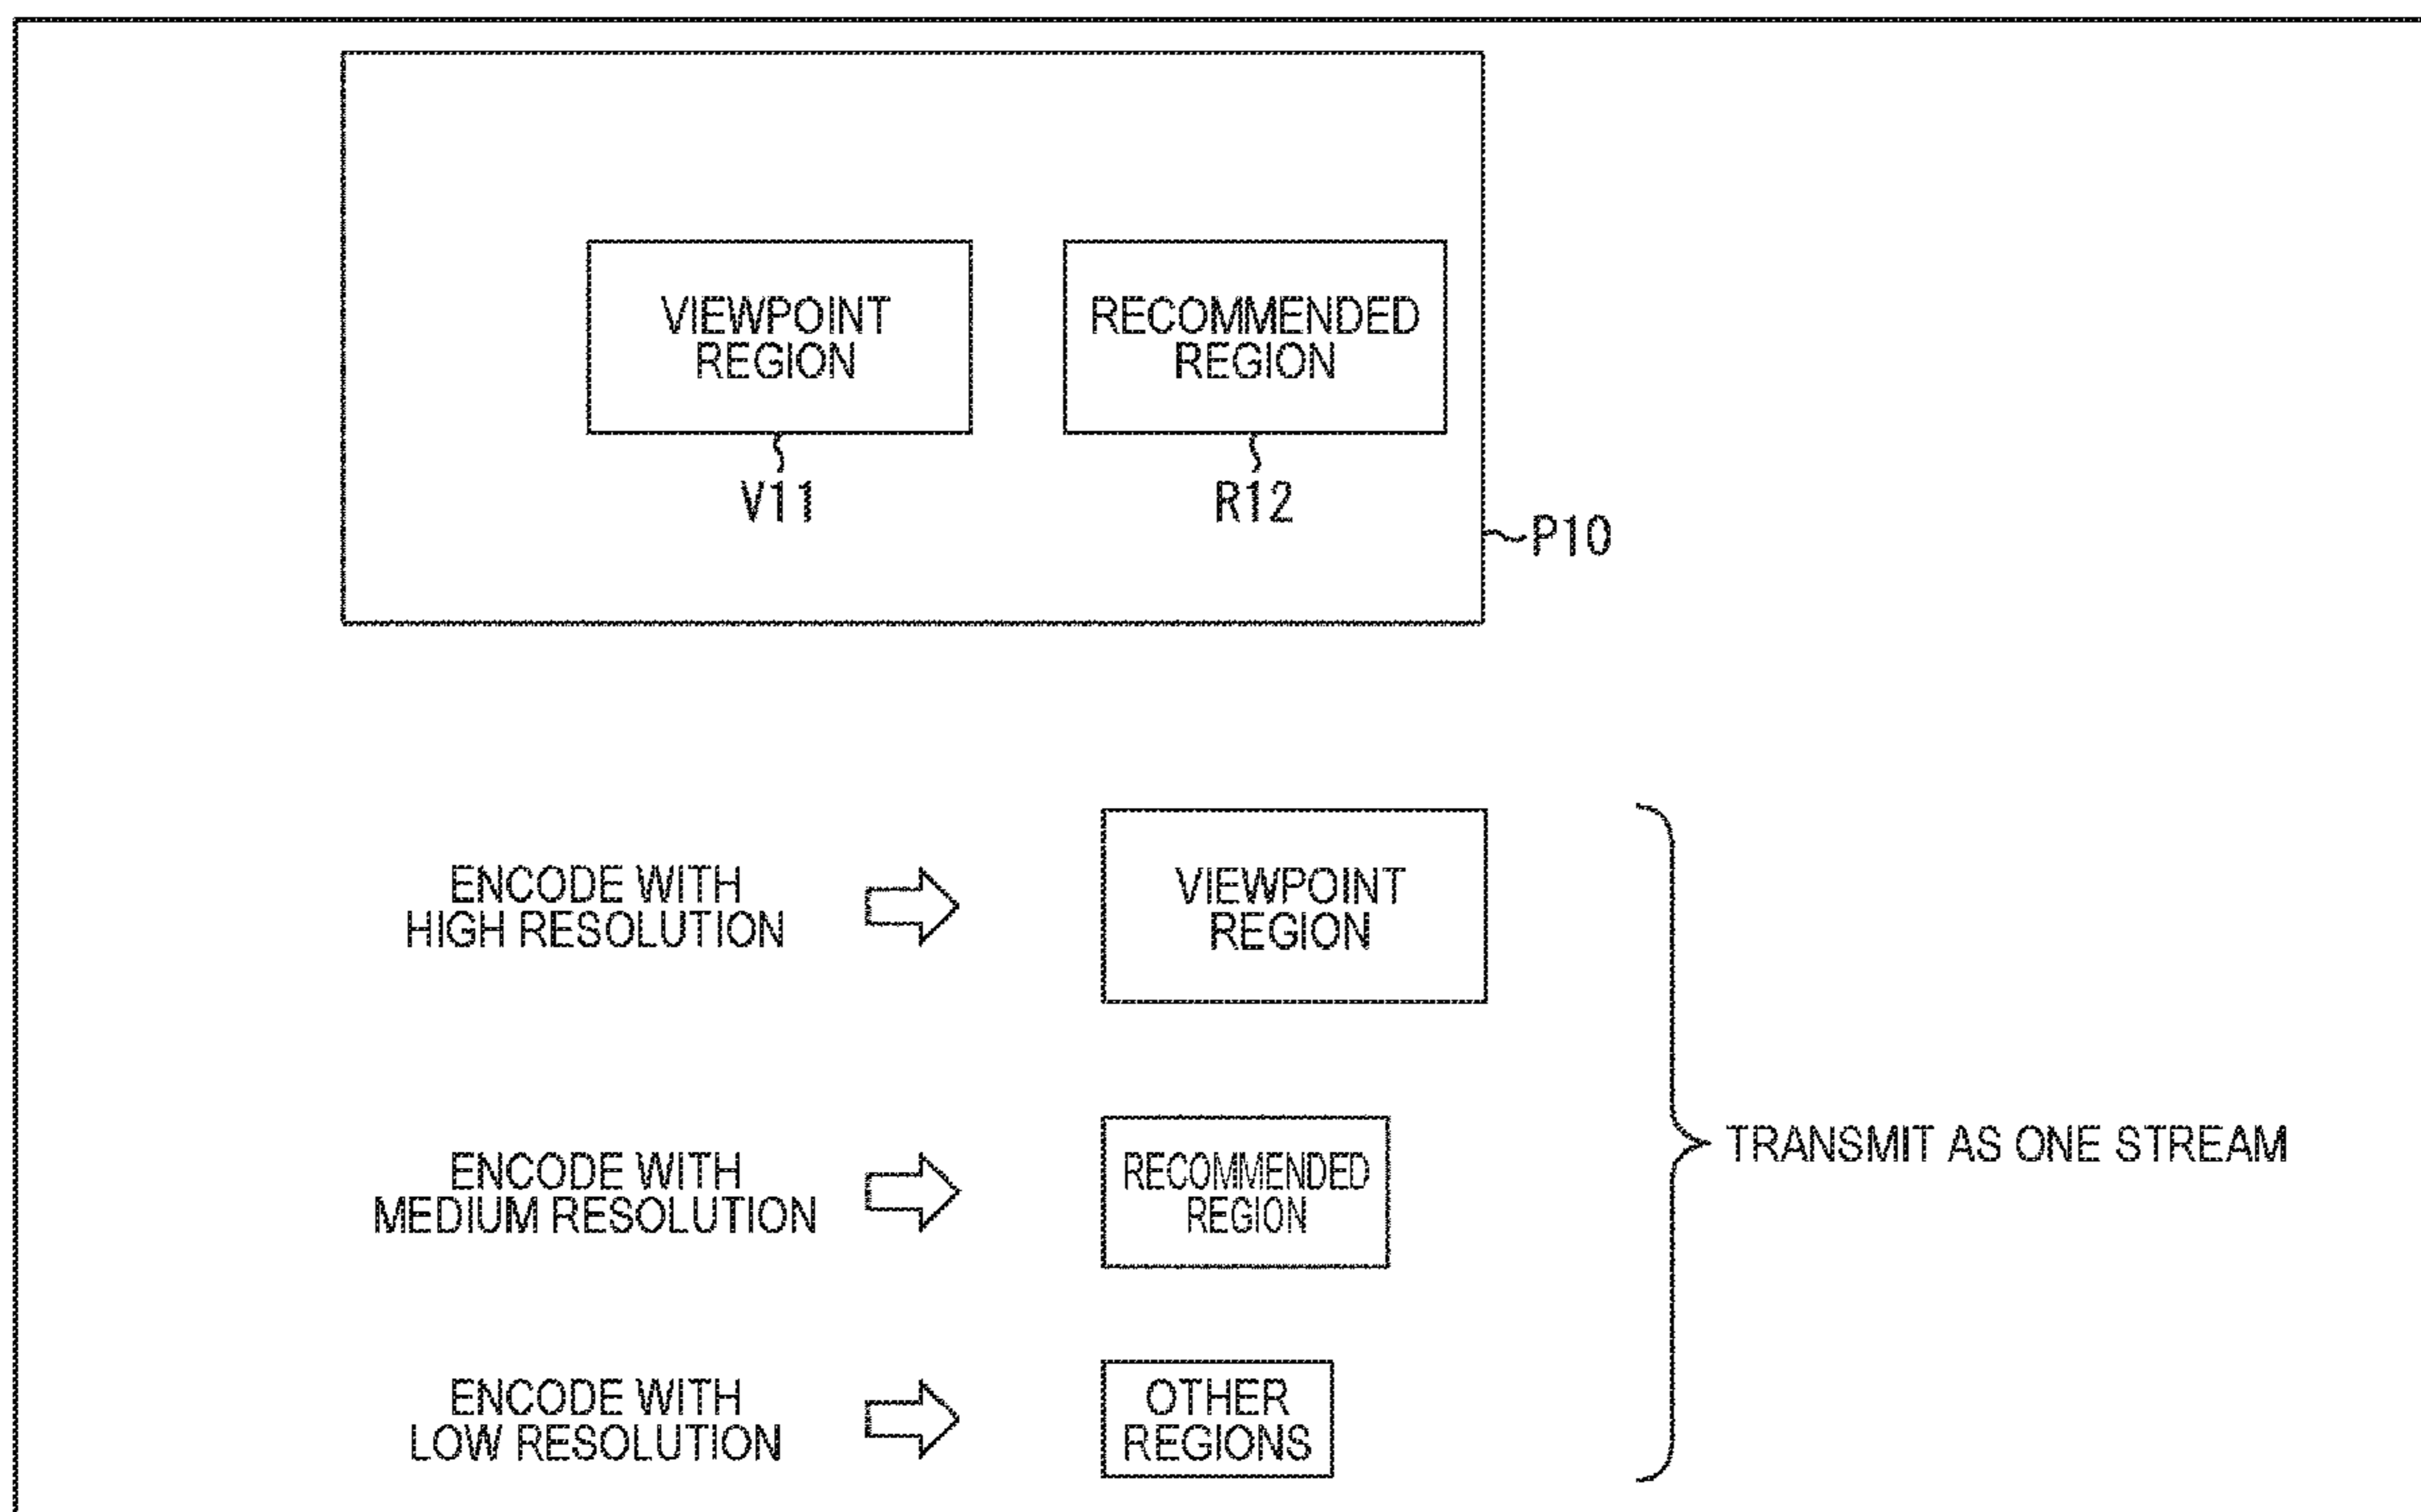 VIEWPOINT
REGION
RECOMMENDED
REGION
V11
R12
P10
ENCODE WITH
HIGH RESOLUTION
VIEWPOINT
REGION
ENCODE WITH
MEDIUM RESOLUTION
RECOMMENDED
REGION
TRANSMIT AS ONE STREAM
ENCODE WITH
LOW RESOLUTION
OTHER
REGIONS